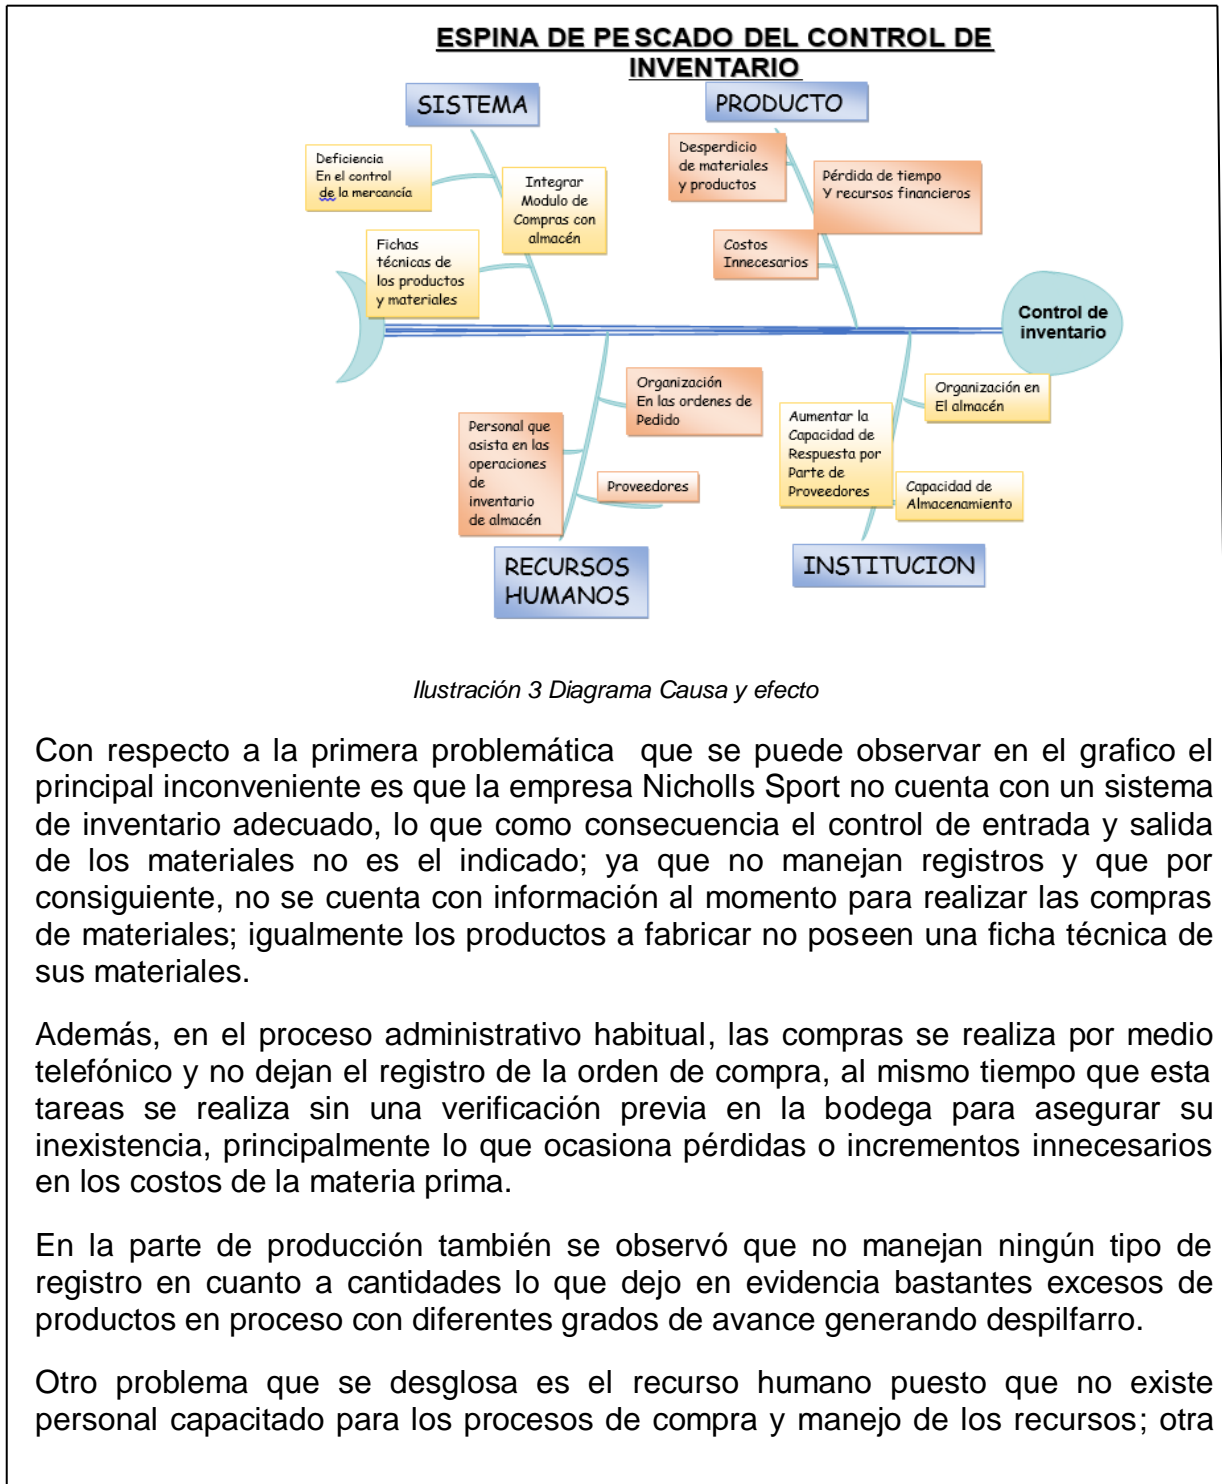 ESPINA DE PESCADO DEL CONTROL DE
INVENTARIO
SISTEMA
PRODUCTO
Deficiencia
En el control
de la mercancía
Integrar
Modulo de
Compras con
almacén
Fichas
técnicas de
los productos
y materiales
Desperdicio
de materiales
y productos
Pérdida de tiempo
Y recursos financieros
Costos
Innecesarios
Control de
inventario
Organización
En las ordenes de
Pedido
Personal que
asista en las
operaciones
de
inventario
de almacén
Proveedores
Organización en
El almacén
Aumentar la
Capacidad de
Respuesta por
Parte de
Proveedores
Capacidad de
Almacenamiento
RECURSOS
HUMANOS
INSTITUCION
Ilustración 3 Diagrama Causa y efecto
Con respecto a la primera problemática que se puede observar en el grafico el
principal inconveniente es que la empresa Nicholls Sport no cuenta con un sistema
de inventario adecuado, lo que como consecuencia el control de entrada y salida
de los materiales no es el indicado; ya que no manejan registros y que por
consiguiente, no se cuenta con información al momento para realizar las compras
de materiales; igualmente los productos a fabricar no poseen una ficha técnica de
sus materiales.
Además, en el proceso administrativo habitual, las compras se realiza por medio
telefónico y no dejan el registro de la orden de compra, al mismo tiempo que esta
tareas se realiza sin una verificación previa en la bodega para asegurar su
inexistencia, principalmente lo que ocasiona pérdidas o incrementos innecesarios
en los costos de la materia prima.
En la parte de producción también se observó que no manejan ningún tipo de
registro en cuanto a cantidades lo que dejo en evidencia bastantes excesos de
productos en proceso con diferentes grados de avance generando despilfarro.
Otro problema que se desglosa es el recurso humano puesto que no existe
personal capacitado para los procesos de compra y manejo de los recursos; otra